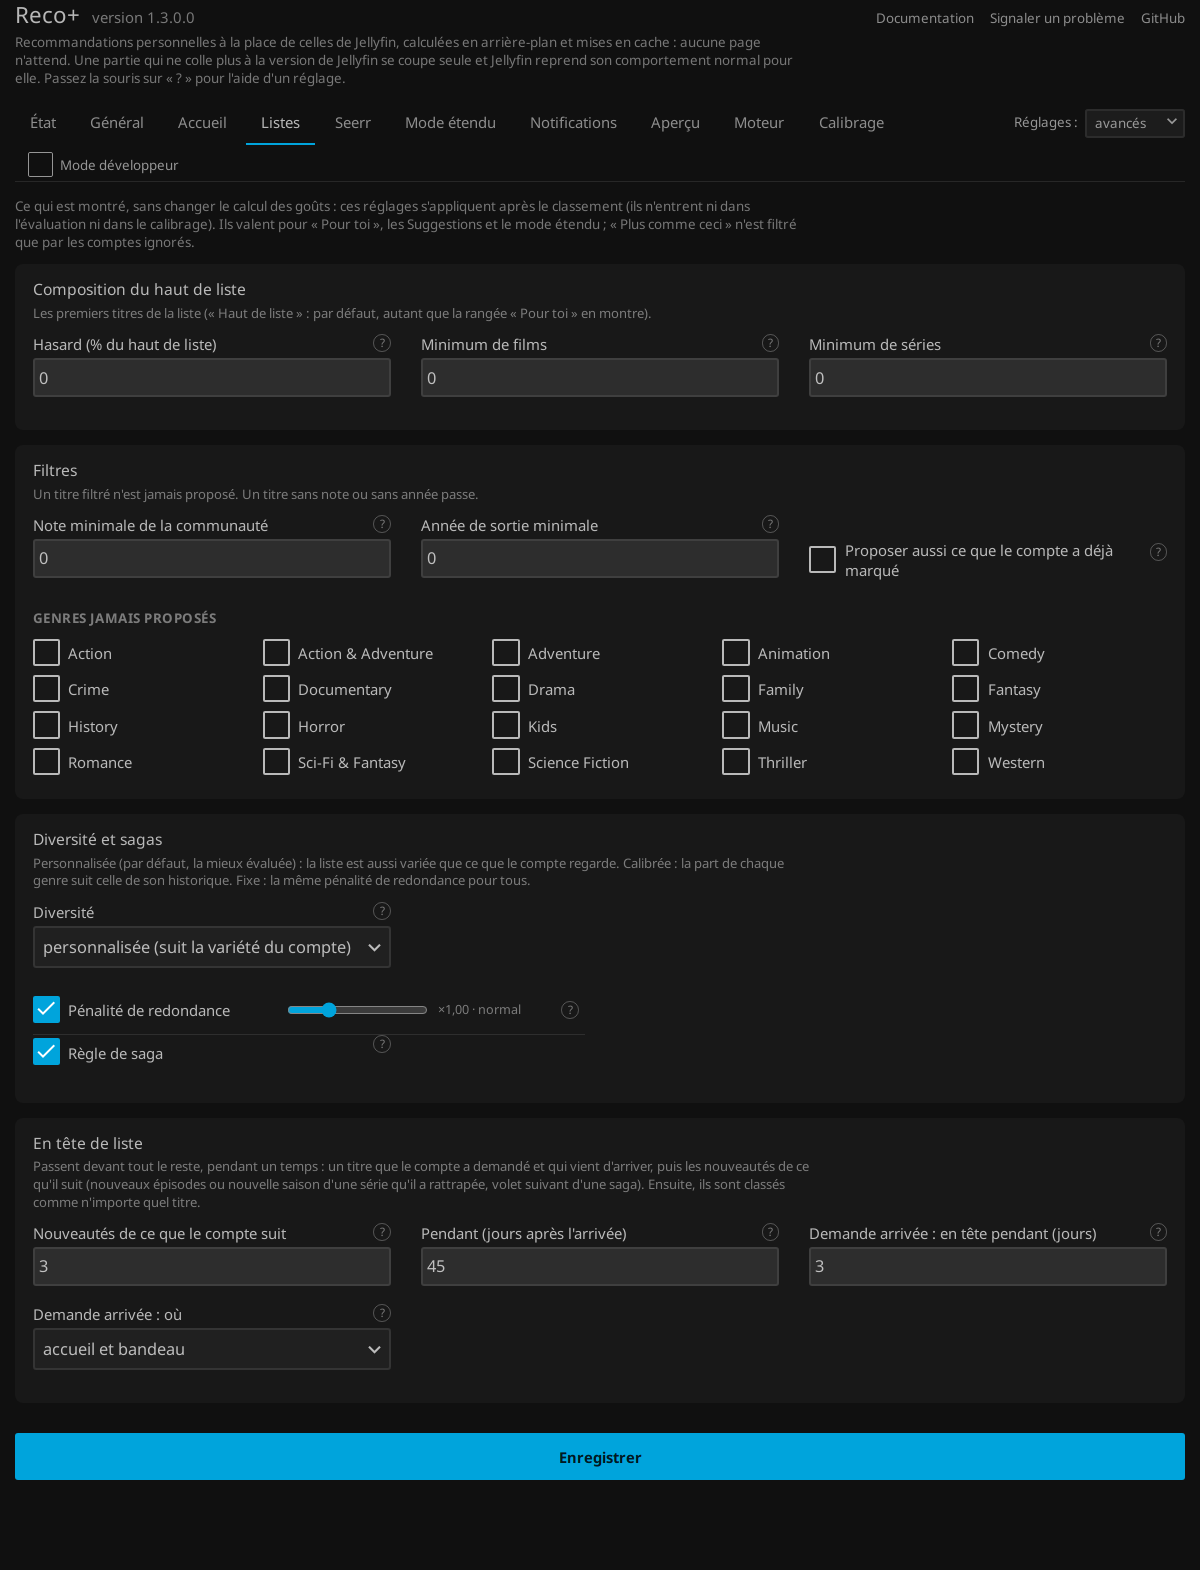 Reco+ version 1.3.0.0
Documentation Signaler un problème GitHub
Recommandations personnelles à la place de celles de Jellyfin, calculées en arrière-plan et mises en cache : aucune page
n'attend. Une partie qui ne colle plus à la version de Jellyfin se coupe seule et Jellyfin reprend son comportement normal pour
elle. Passez la souris sur « ? » pour l'aide d'un réglage.
État Général Accueil Listes Seerr Mode étendu Notifications Aperçu Moteur Calibrage
Réglages : avancés
Mode développeur
Ce qui est montré, sans changer le calcul des goûts : ces réglages s'appliquent après le classement (ils n'entrent ni dans
l'évaluation ni dans le calibrage). Ils valent pour « Pour toi », les Suggestions et le mode étendu ; « Plus comme ceci » n'est filtré
que par les comptes ignorés.
Composition du haut de liste
Les premiers titres de la liste (« Haut de liste » : par défaut, autant que la rangée « Pour toi » en montre).
Hasard (% du haut de liste) ? Minimum de films ? Minimum de séries ?
0 0 0
Filtres
Un titre filtré n'est jamais proposé. Un titre sans note ou sans année passe.
Note minimale de la communauté ? Année de sortie minimale ?
0 0
Proposer aussi ce que le compte a déjà
marqué
?
GENRES JAMAIS PROPOSÉS
Action Action & Adventure Adventure Animation Comedy
Crime Documentary Drama Family Fantasy
History Horror Kids Music Mystery
Romance Sci-Fi & Fantasy Science Fiction Thriller Western
Diversité et sagas
Personnalisée (par défaut, la mieux évaluée) : la liste est aussi variée que ce que le compte regarde. Calibrée : la part de chaque
genre suit celle de son historique. Fixe : la même pénalité de redondance pour tous.
Diversité ?
personnalisée (suit la variété du compte)
Pénalité de redondance ×1,00 · normal ?
Règle de saga ?
En tête de liste
Passent devant tout le reste, pendant un temps : un titre que le compte a demandé et qui vient d'arriver, puis les nouveautés de ce
qu'il suit (nouveaux épisodes ou nouvelle saison d'une série qu'il a rattrapée, volet suivant d'une saga). Ensuite, ils sont classés
comme n'importe quel titre.
Nouveautés de ce que le compte suit ? Pendant (jours après l'arrivée) ? Demande arrivée : en tête pendant (jours) ?
3 45 3
Demande arrivée : où ?
accueil et bandeau
Enregistrer